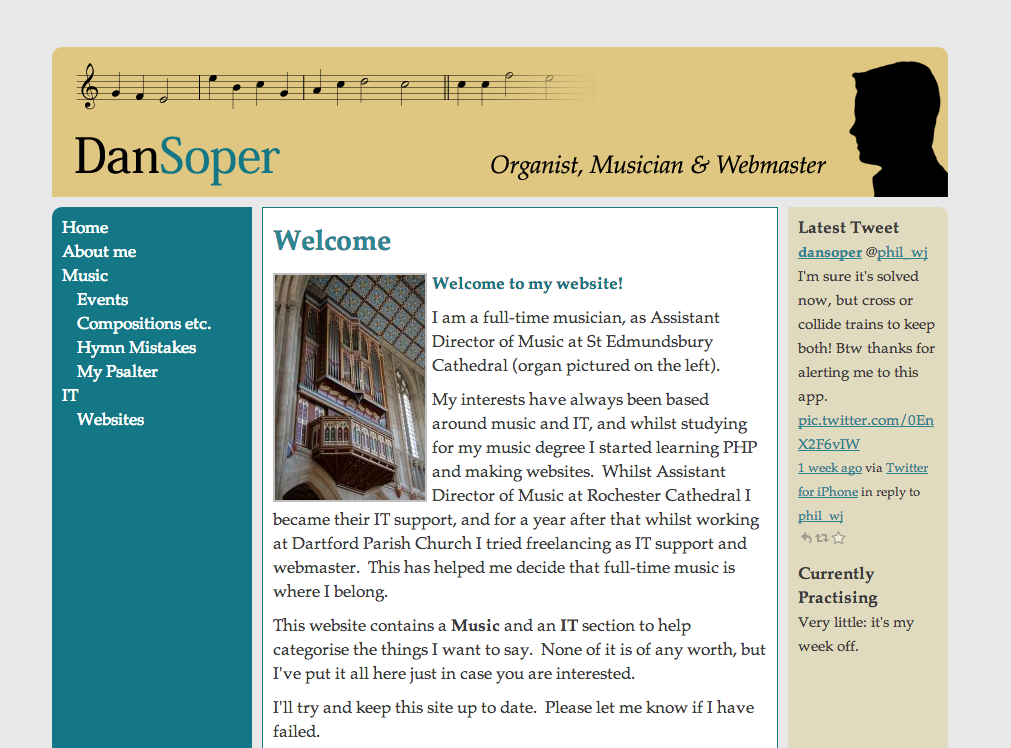 DanSoper
Organist, Musician & Webmaster
Home
About me
Music
Events
Compositions etc.
Hymn Mistakes
My Psalter
IT
Websites
Welcome
Welcome to my website!
I am a full-time musician, as Assistant
Director of Music at St Edmundsbury
Cathedral (organ pictured on the left).
My interests have always been based
around music and IT, and whilst studying
for my music degree I started learning PHP
and making websites.  Whilst Assistant
Director of Music at Rochester Cathedral I
became their IT support, and for a year after that whilst working
at Dartford Parish Church I tried freelancing as IT support and
webmaster.  This has helped me decide that full-time music is
where I belong.
This website contains a Music and an IT section to help
categorise the things I want to say.  None of it is of any worth, but
I've put it all here just in case you are interested.
I'll try and keep this site up to date.  Please let me know if I have
failed.
Latest Tweet
dansoper @phil_wj
I'm sure it's solved
now, but cross or
collide trains to keep
both! Btw thanks for
alerting me to this
app.
pic.twitter.com/0En
X2F6vIW
1 week ago via Twitter
for iPhone in reply to
phil_wj
Currently
Practising
Very little: it's my
week off.